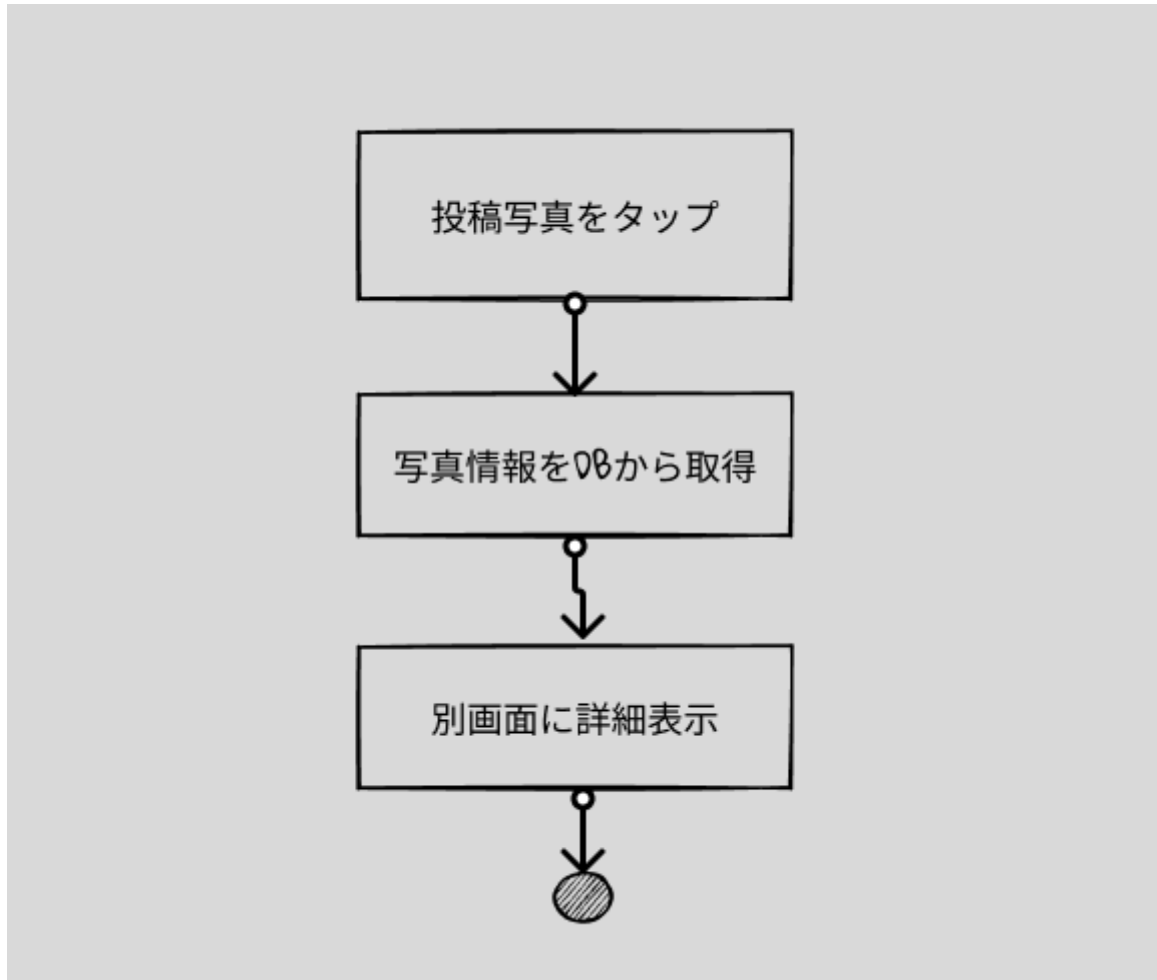 投稿写真をタップ
写真情報をDBから取得
別画面に詳細表示